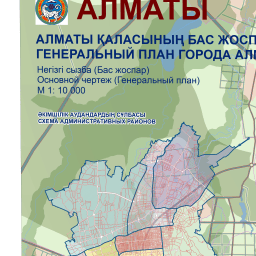 АЛМАТЫ
АЛМАТЫ ҚАЛАСЫНЫҢ БАС ЖОСП
ГЕНЕРАЛЬНЫЙ ПЛАН ГОРОДА АЛ
Негізгі сызба (Бас жоспар)
Основной чертеж (Генеральный план)
М 1: 10 000
ӘКІМШІЛІК-АУДАНДАРДЫҢ СҰЛБАСЫ
СХЕМА АДМИНИСТРАТИВНЫХ РАЙОНОВ